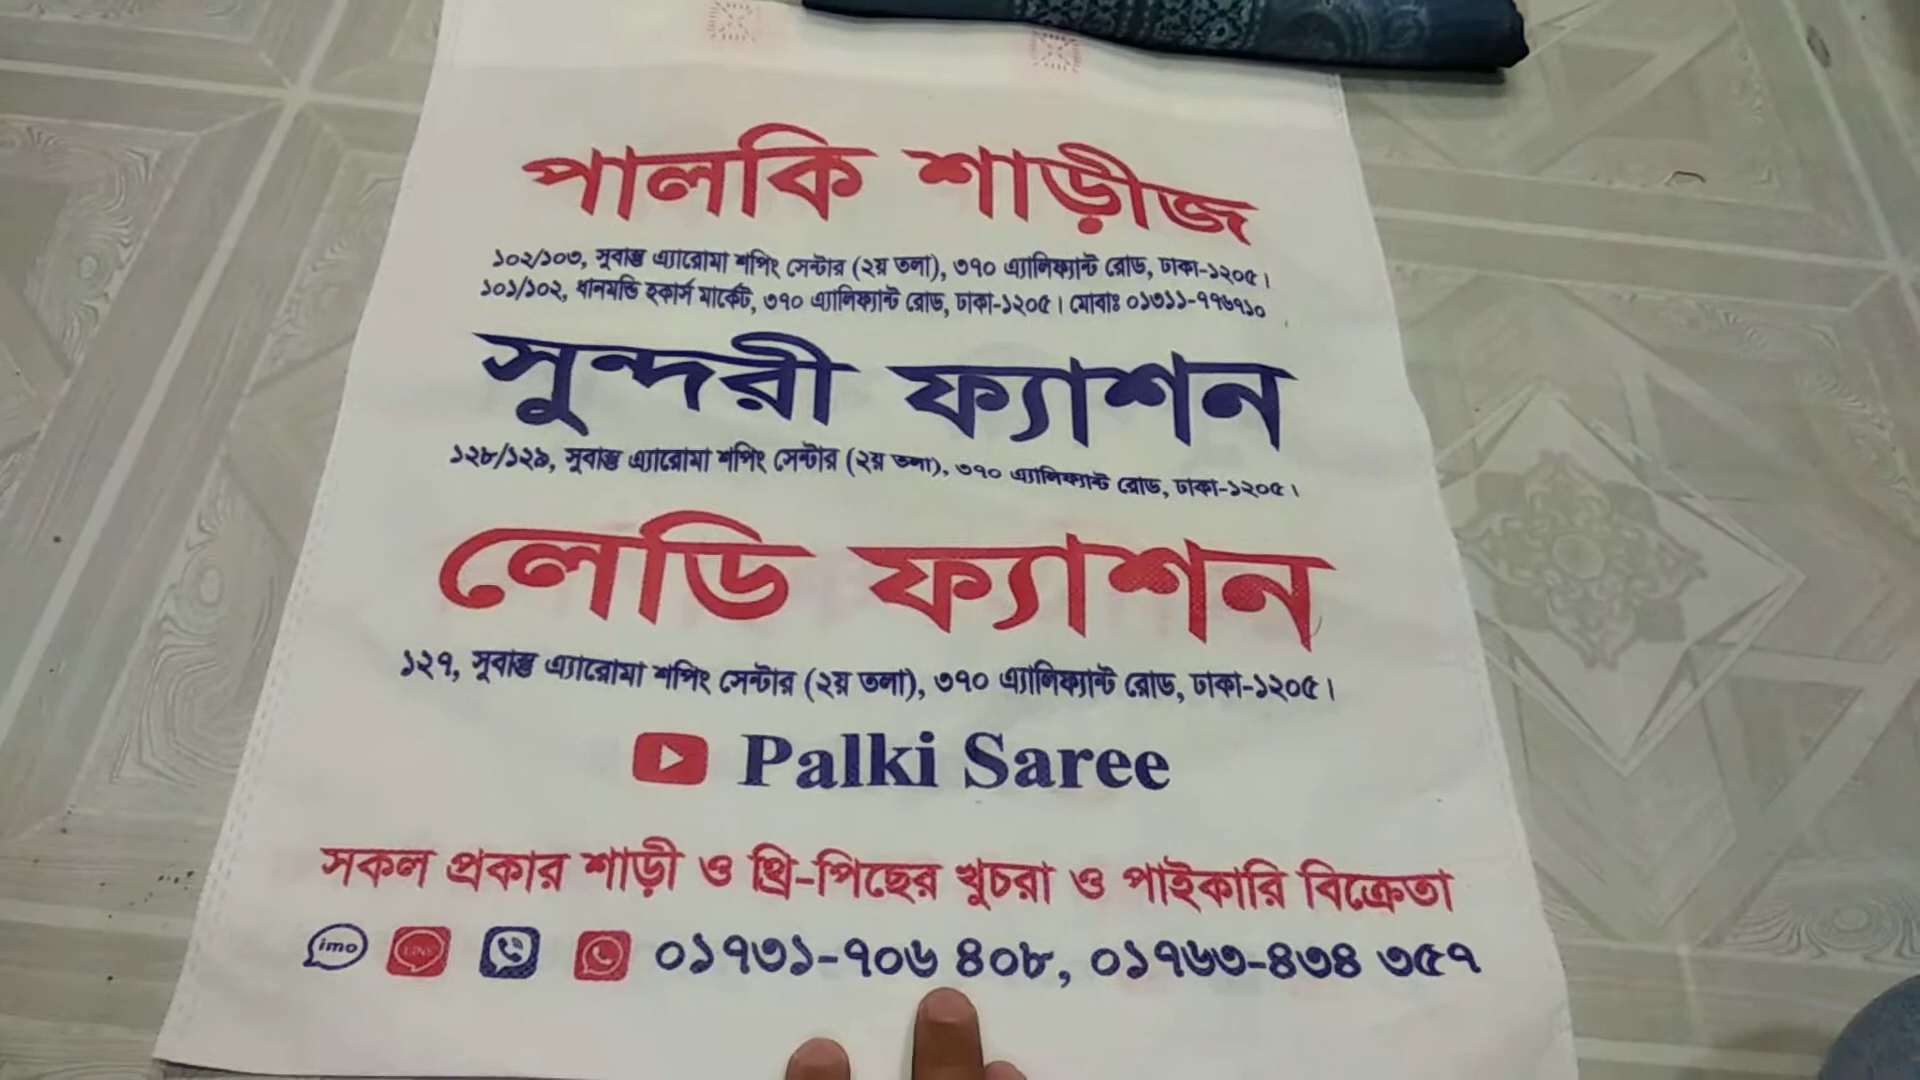 পালকি শাড়ীজ
১০২/১০৩, সুবাস্তু এ্যারোমা শপিং সেন্টার (২য় তলা), ৩৭০ এ্যালিফ্যান্ট রোড, ঢাকা-১২০৫।
১০১/১০২, ধানমন্ডি হকার্স মার্কেট, ৩৭০ এ্যালিফ্যান্ট রোড, ঢাকা-১২০৫। মোবাঃ ০১৩১১-৭৭৬৭১০
সুন্দরী ফ্যাশন
১২৮/১২৯, সুবাস্তু এ্যারোমা শপিং সেন্টার (২য় তলা), ৩৭০ এ্যালিফ্যান্ট রোড, ঢাকা-১২০৫।
লেডি ফ্যাশন
১২৭, সুবাস্তু এ্যারোমা শপিং সেন্টার (২য় তলা), ৩৭০ এ্যালিফ্যান্ট রোড, ঢাকা-১২০৫।
Palki Saree
সকল প্রকার শাড়ী ও থ্রি-পিছের খুচরা ও পাইকারি বিক্রেতা
imo LINE ০১৭৩১-৭০৬ ৪০৮, ০১৭৬৩-৪৩৪ ৩৫৭